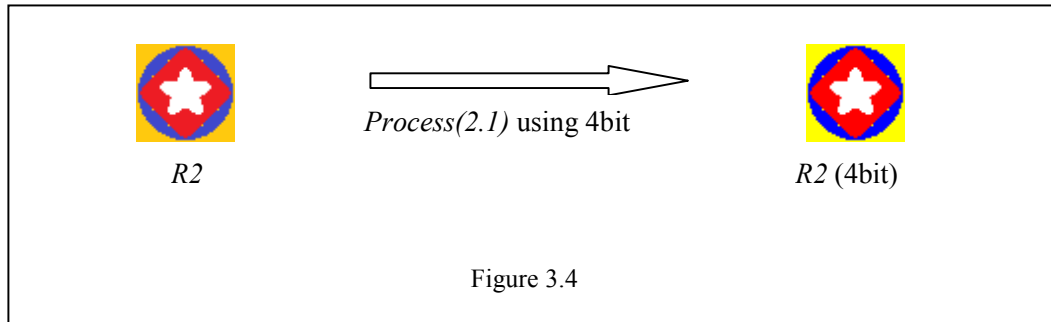 Process(2.1) using 4bit
R2
R2 (4bit)
Figure 3.4